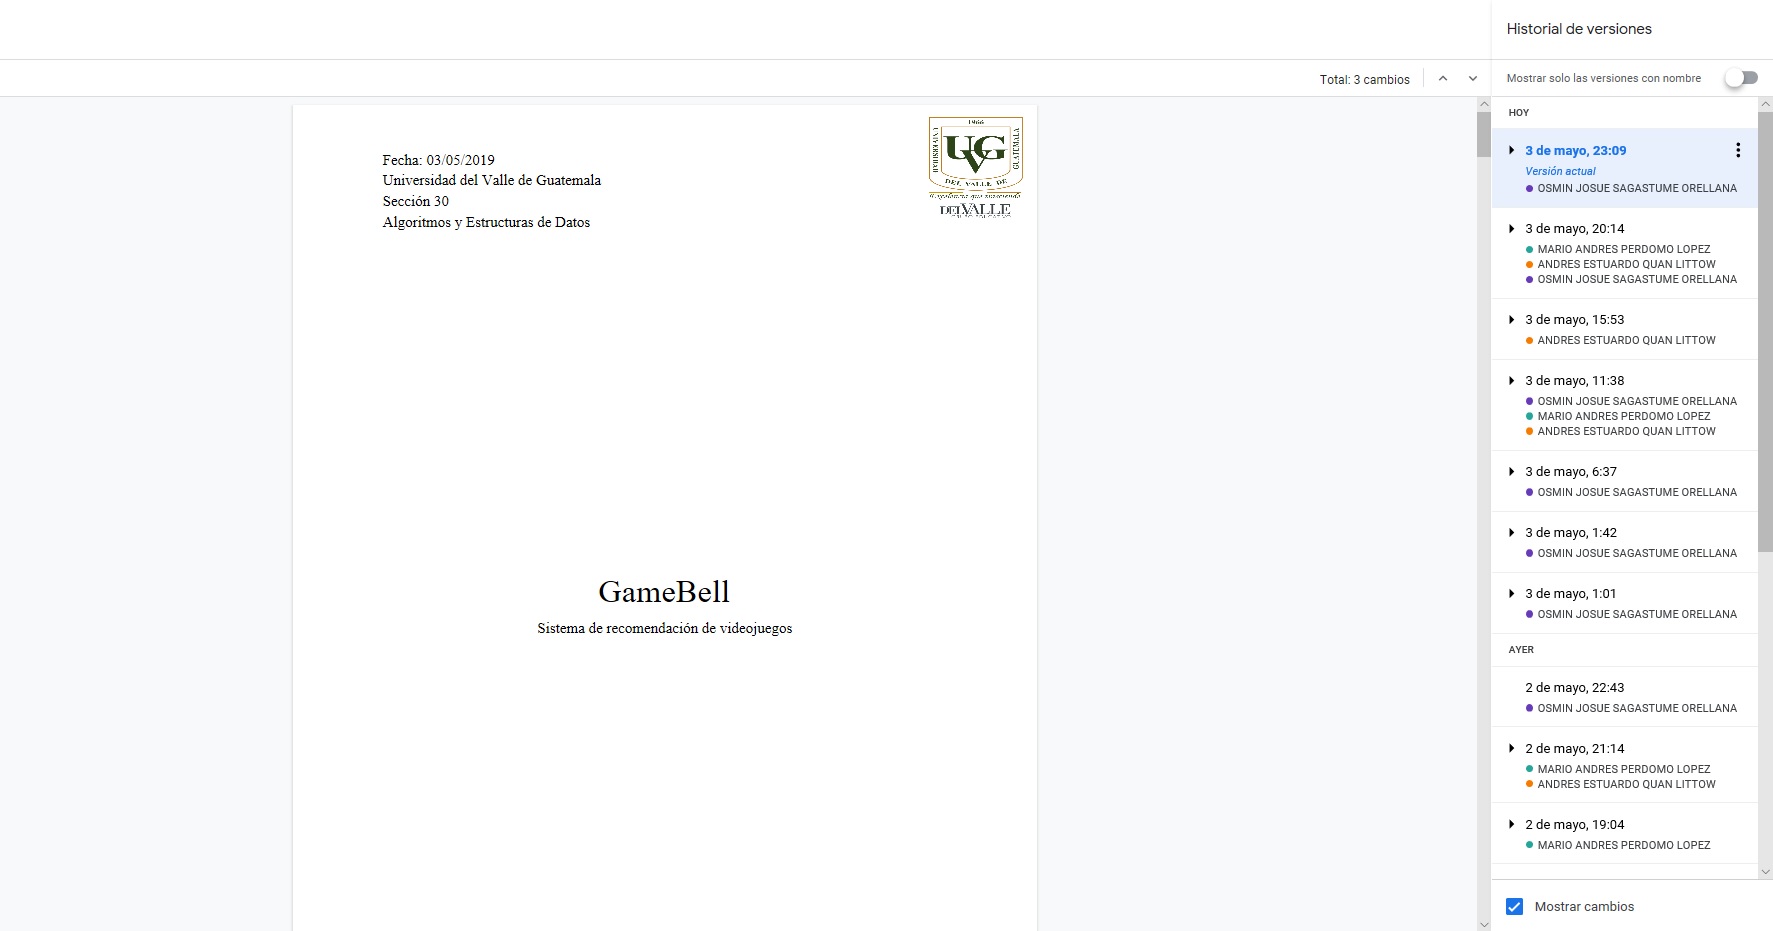 Historial de versiones
Total: 3 cambios
Mostrar solo las versiones con nombre
Fecha: 03/05/2019
Universidad del Valle de Guatemala
Sección 30
Algoritmos y Estructuras de Datos
1966
UNIVERSIDAD
UVG
GUATEMALA
DEL VALLE DE
DEL VALLE
GameBell
Sistema de recomendación de videojuegos
HOY
3 de mayo, 23:09
Versión actual
OSMIN JOSUE SAGASTUME ORELLANA
3 de mayo, 20:14
MARIO ANDRES PERDOMO LOPEZ
ANDRES ESTUARDO QUAN LITTOW
OSMIN JOSUE SAGASTUME ORELLANA
3 de mayo, 15:53
ANDRES ESTUARDO QUAN LITTOW
3 de mayo, 11:38
OSMIN JOSUE SAGASTUME ORELLANA
MARIO ANDRES PERDOMO LOPEZ
ANDRES ESTUARDO QUAN LITTOW
3 de mayo, 6:37
OSMIN JOSUE SAGASTUME ORELLANA
3 de mayo, 1:42
OSMIN JOSUE SAGASTUME ORELLANA
3 de mayo, 1:01
OSMIN JOSUE SAGASTUME ORELLANA
AYER
2 de mayo, 22:43
OSMIN JOSUE SAGASTUME ORELLANA
2 de mayo, 21:14
MARIO ANDRES PERDOMO LOPEZ
ANDRES ESTUARDO QUAN LITTOW
2 de mayo, 19:04
MARIO ANDRES PERDOMO LOPEZ
Mostrar cambios